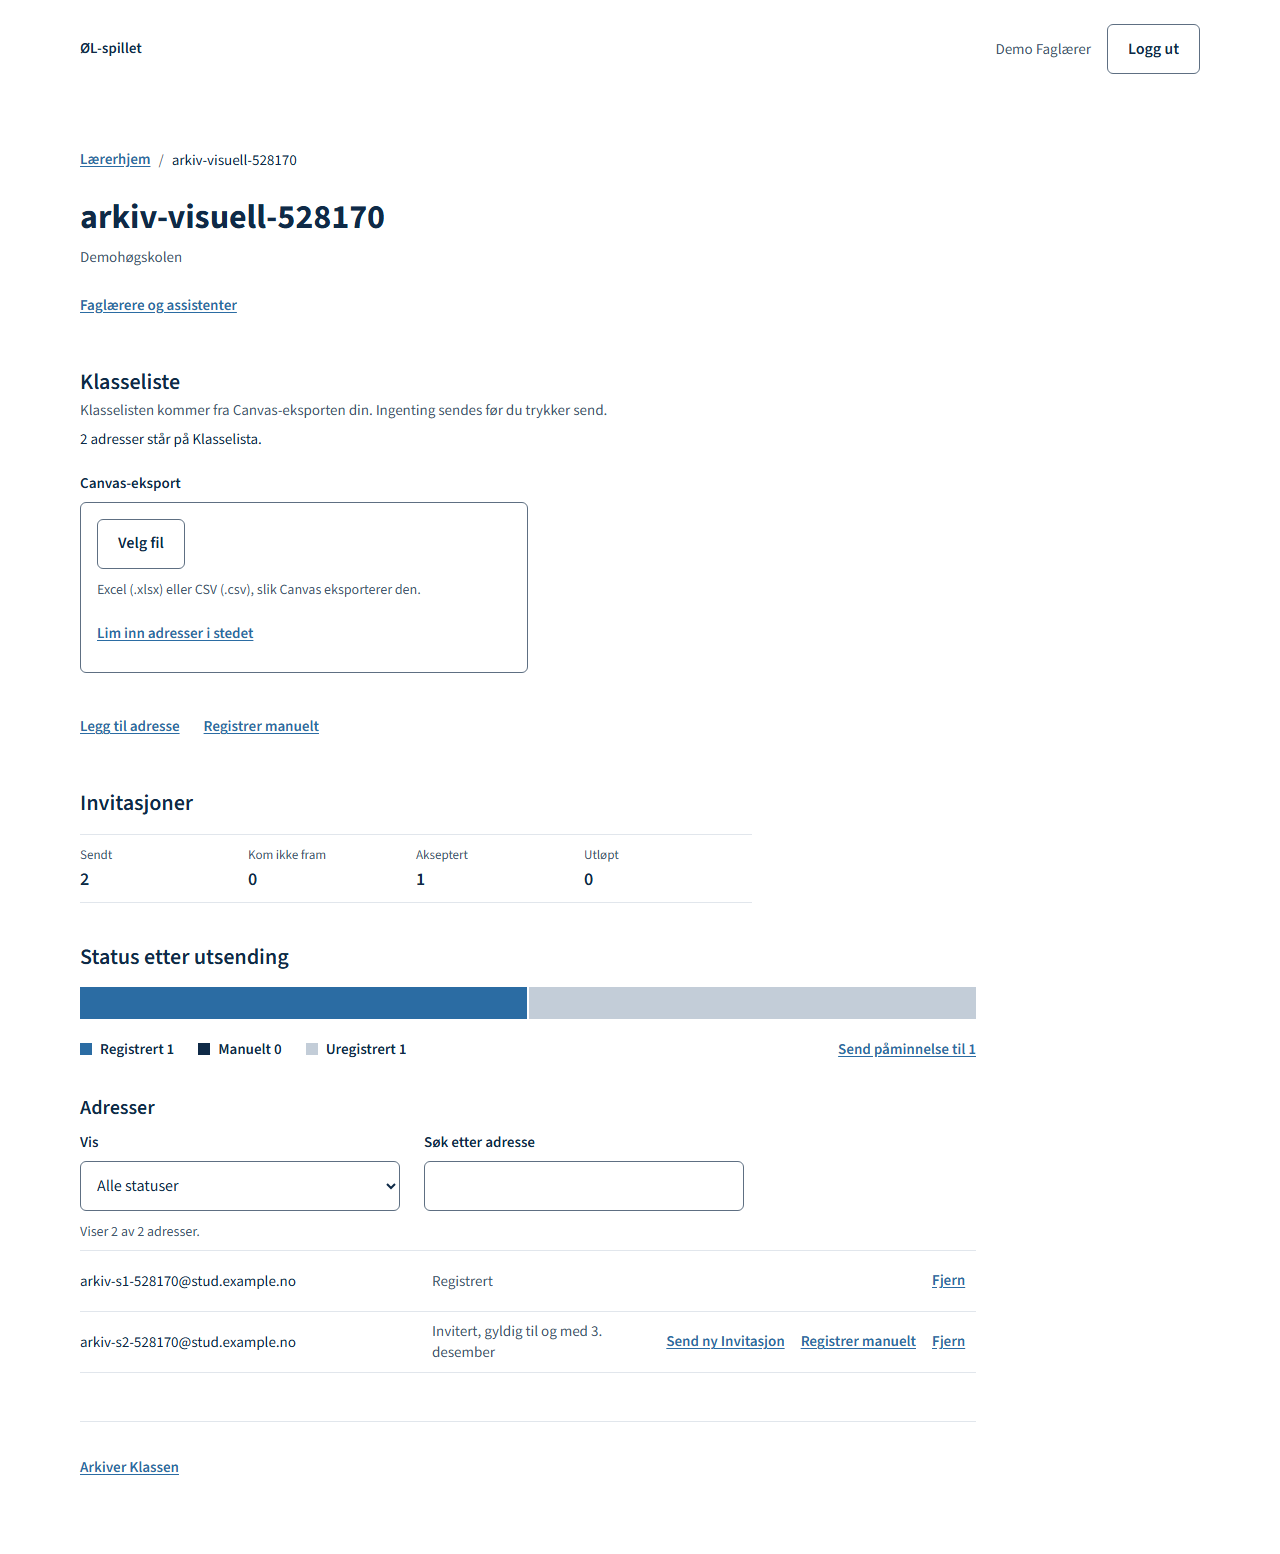 ØL-spillet
Demo Faglærer
Logg ut
Lærerhjem / arkiv-visuell-528170
arkiv-visuell-528170
Demohøgskolen
Faglærere og assistenter
Klasseliste
Klasselisten kommer fra Canvas-eksporten din. Ingenting sendes før du trykker send.
2 adresser står på Klasselista.
Canvas-eksport
Velg fil
Excel (.xlsx) eller CSV (.csv), slik Canvas eksporterer den.
Lim inn adresser i stedet
Legg til adresse Registrer manuelt
Invitasjoner
Sendt Kom ikke fram Akseptert Utløpt
2 0 1 0
Status etter utsending
Registrert 1 Manuelt 0 Uregistrert 1 Send påminnelse til 1
Adresser
Vis Søk etter adresse
Alle statuser
Viser 2 av 2 adresser.
arkiv-s1-528170@stud.example.no Registrert Fjern
arkiv-s2-528170@stud.example.no Invitert, gyldig til og med 3. desember Send ny Invitasjon Registrer manuelt Fjern
Arkiver Klassen